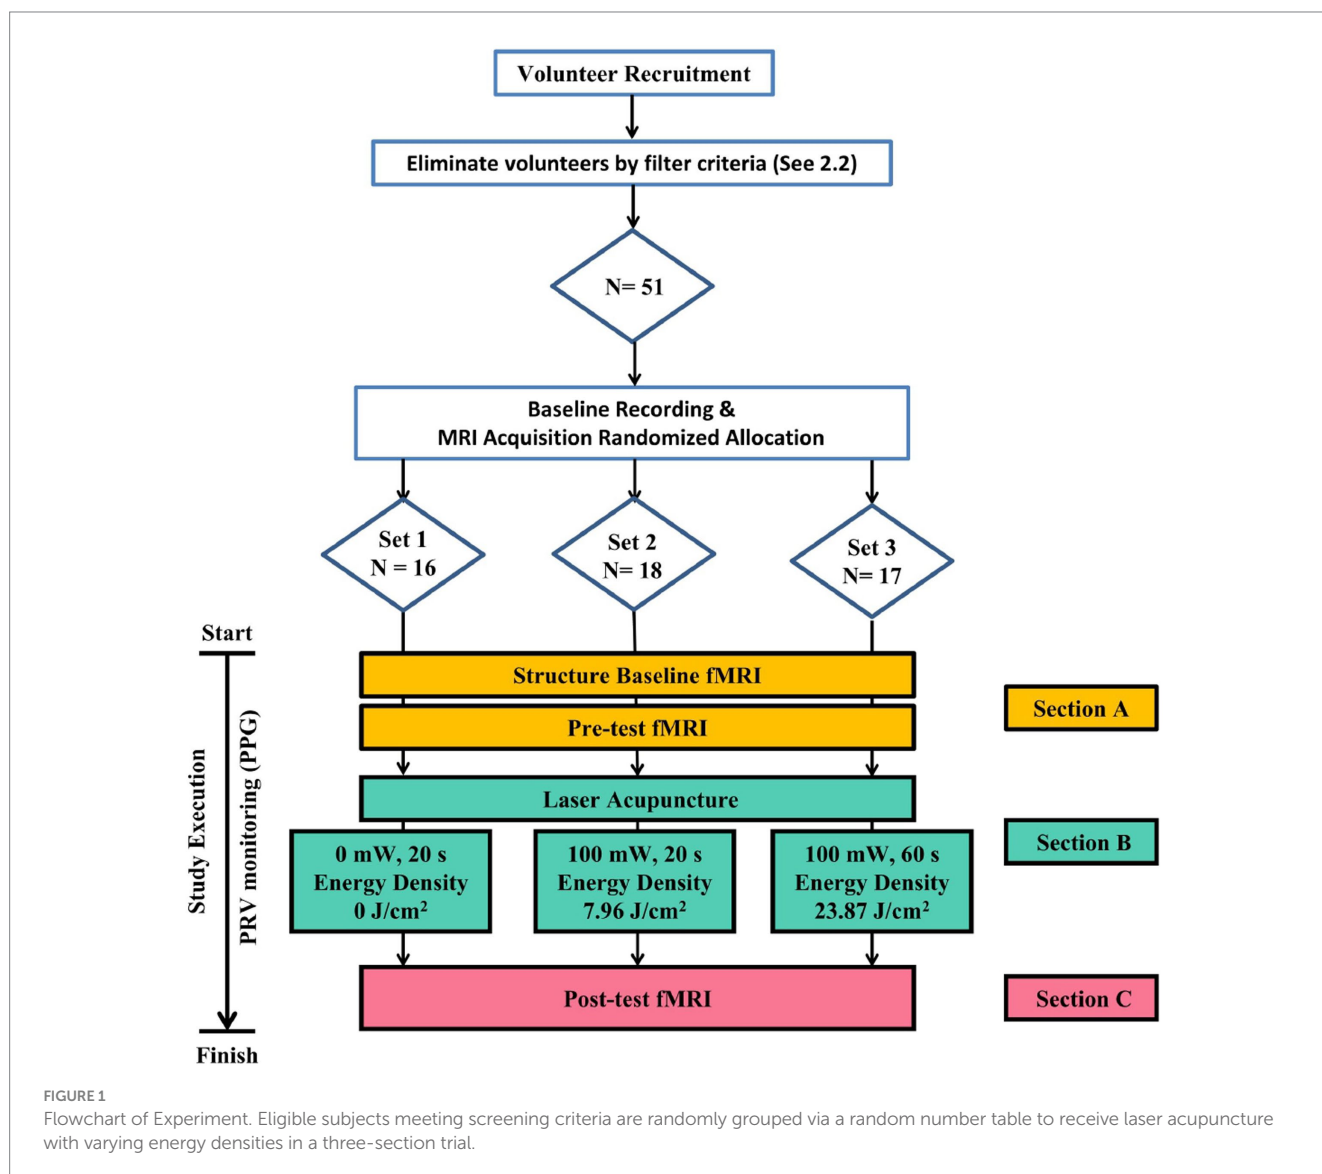 Volunteer Recruitment
Eliminate volunteers by filter criteria (See 2.2)
N= 51
Baseline Recording &
MRI Acquisition Randomized Allocation
Set 1
N = 16
Set 2
N= 18
Set 3
N= 17
Start
Study Execution
PRV monitoring (PPG)
Finish
Structure Baseline fMRI
Pre-test fMRI
Section A
Laser Acupuncture
0 mW, 20 s
Energy Density
0 J/cm²
100 mW, 20 s
Energy Density
7.96 J/cm²
100 mW, 60 s
Energy Density
23.87 J/cm²
Section B
Post-test fMRI
Section C
FIGURE 1
Flowchart of Experiment. Eligible subjects meeting screening criteria are randomly grouped via a random number table to receive laser acupuncture
with varying energy densities in a three-section trial.